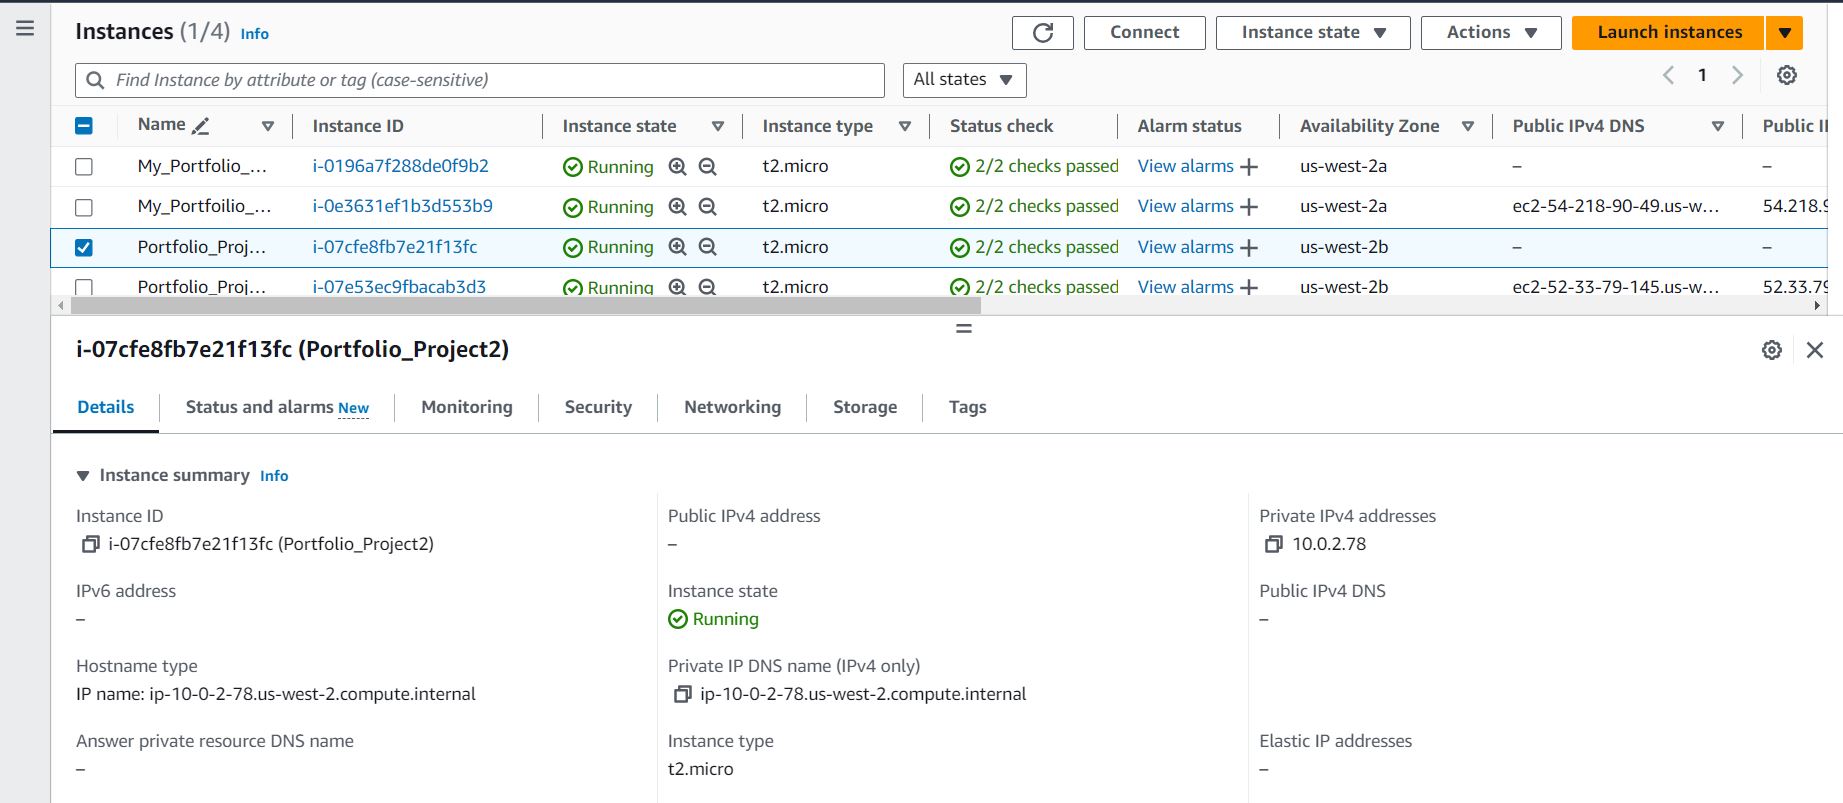 Instances (1/4) Info Connect Instance state Actions Launch instances
Find Instance by attribute or tag (case-sensitive) All states 1
Name Instance ID Instance state Instance type Status check Alarm status Availability Zone Public IPv4 DNS Public
My_Portfolio_... i-0196a7f288de0f9b2 Running t2.micro 2/2 checks passed View alarms us-west-2a – –
My_Portfoilio_... i-0e3631ef1b3d553b9 Running t2.micro 2/2 checks passed View alarms us-west-2a ec2-54-218-90-49.us-w... 54.218.9
Portfolio_Proj... i-07cfe8fb7e21f13fc Running t2.micro 2/2 checks passed View alarms us-west-2b – –
Portfolio_Proj... i-07e53ec9fbacab3d3 Running t2.micro 2/2 checks passed View alarms us-west-2b ec2-52-33-79-145.us-w... 52.33.79
i-07cfe8fb7e21f13fc (Portfolio_Project2)
Details Status and alarms New Monitoring Security Networking Storage Tags
Instance summary Info
Instance ID Public IPv4 address Private IPv4 addresses
i-07cfe8fb7e21f13fc (Portfolio_Project2) – 10.0.2.78
IPv6 address Instance state Public IPv4 DNS
– Running –
Hostname type Private IP DNS name (IPv4 only)
IP name: ip-10-0-2-78.us-west-2.compute.internal ip-10-0-2-78.us-west-2.compute.internal
Answer private resource DNS name Instance type Elastic IP addresses
– t2.micro –